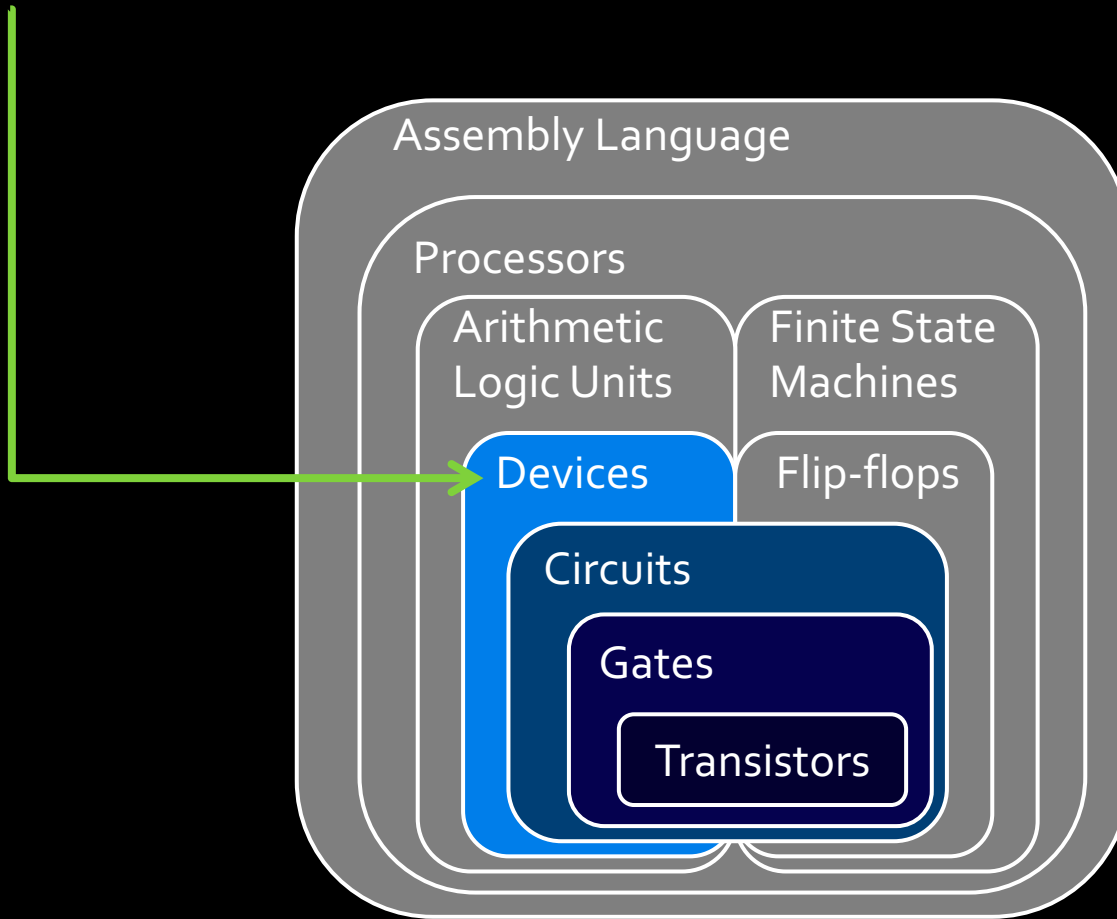 Assembly Language
Processors
Arithmetic
Logic Units
Finite State
Machines
Devices
Flip-flops
Circuits
Gates
Transistors